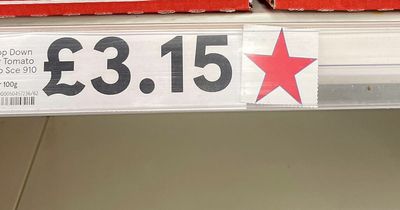 op Down
Tomato
Sce 910
£3.15
100g